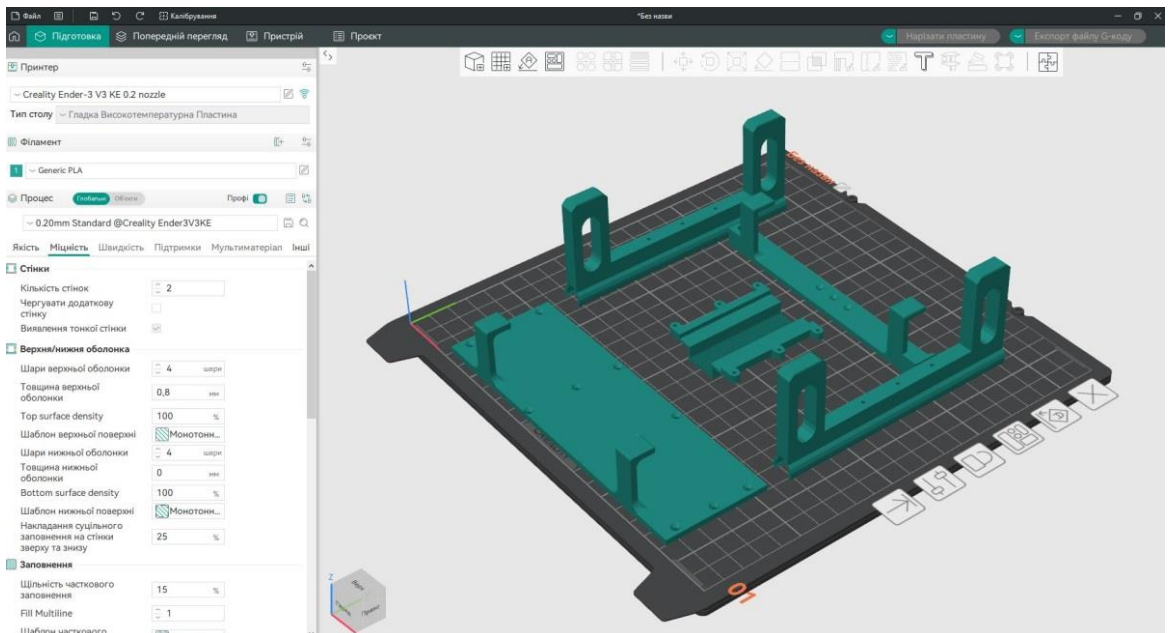 Файл
Калібрування
*Без назви
Підготовка
Попередній перегляд
Пристрій
Проєкт
Нарізати пластину
Експорт файлу G-коду
Принтер
Creality Ender-3 V3 KE 0.2 nozzle
Тип столу
Гладка Високотемпературна Пластина
Філамент
1
Generic PLA
Процес
Глобальні
Об'єкти
Профі
0.20mm Standard @Creality Ender3V3KE
Якість Міцність Швидкість Підтримки Мультиматеріал Інші
Стінки
Кількість стінок 2
Чергувати додаткову
стінку
Виявлення тонкої стінки
Верхня/нижня оболонка
Шари верхньої оболонки 4 шари
Товщина верхньої
оболонки 0,8 мм
Top surface density 100 %
Шаблон верхньої поверхні Монотонн...
Шари нижньої оболонки 4 шари
Товщина нижньої
оболонки 0 мм
Bottom surface density 100 %
Шаблон нижньої поверхні Монотонн...
Накладання суцільного
заповнення на стінки
зверху та знизу 25 %
Заповнення
Щільність часткового
заповнення 15 %
Fill Multiline 1
Шаблон часткового
01
Z
Верх
Праворуч